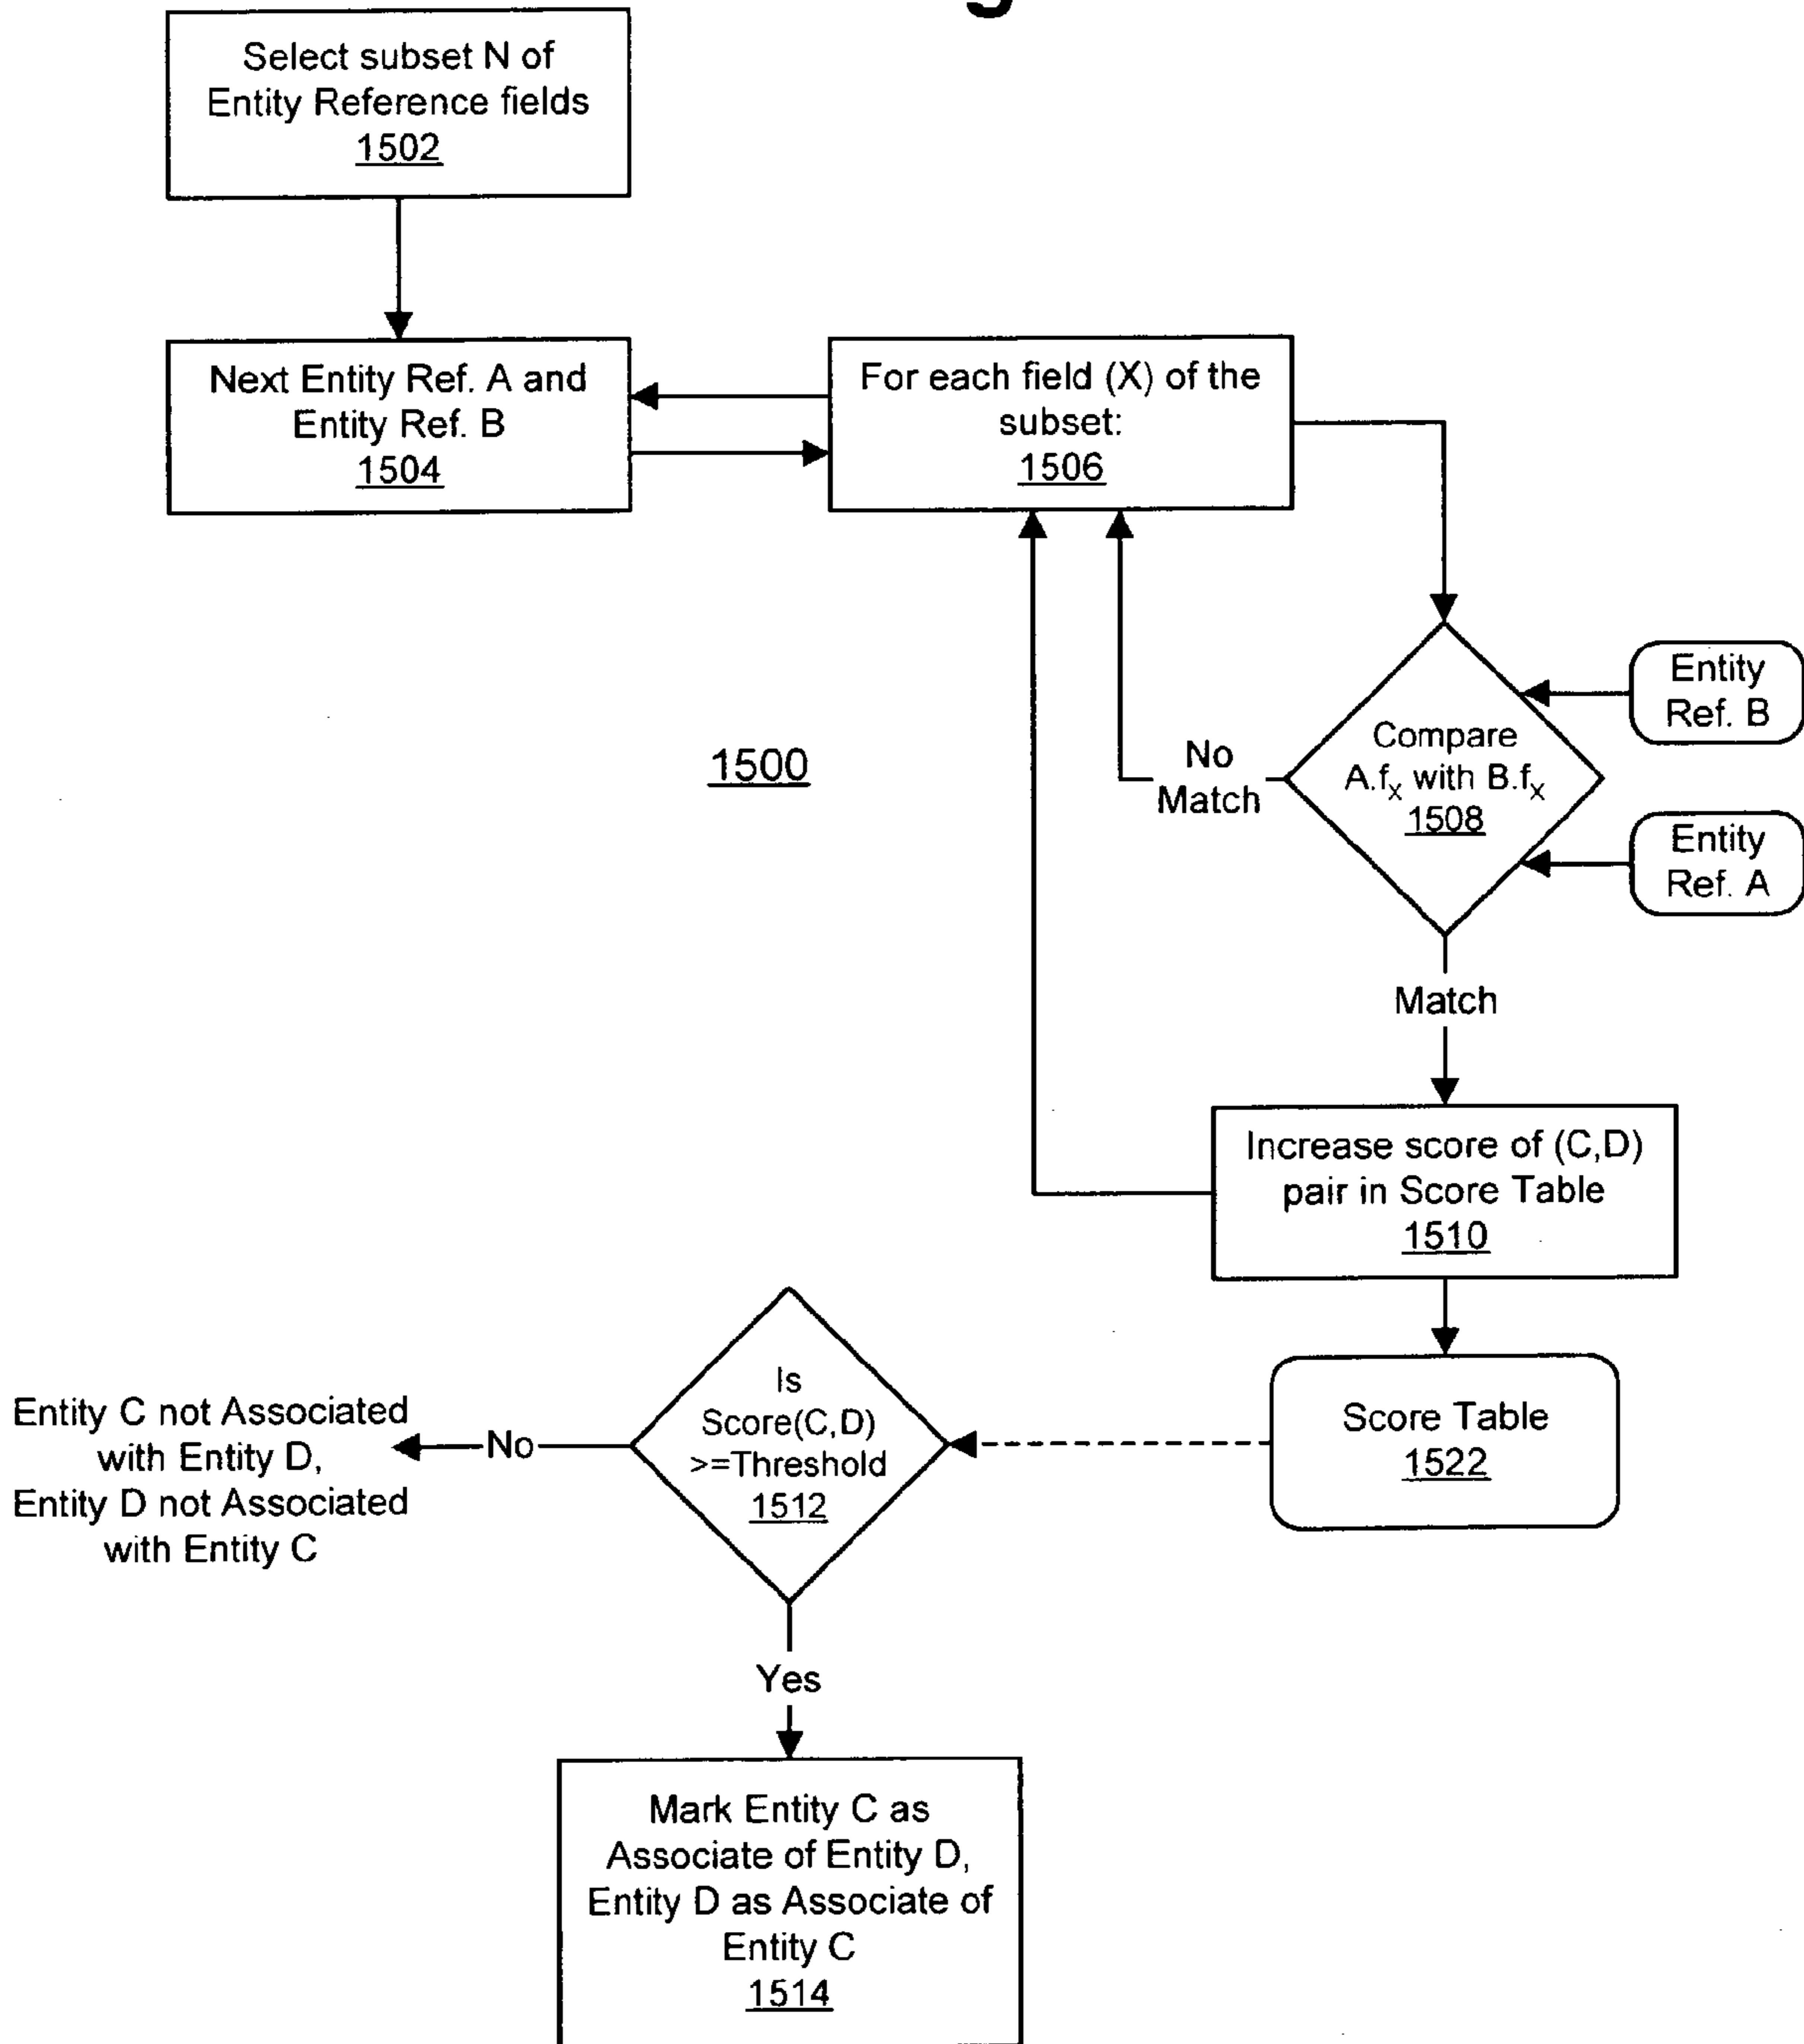 Select subset N of
Entity Reference fields
1502
Next Entity Ref. A and
Entity Ref. B
1504
For each field (X) of the
subset:
1506
Entity
Ref. B
Compare
A.fx with B.fx
1508
No
Match
1500
Entity
Ref. A
Match
Increase score of (C,D)
pair in Score Table
1510
Score Table
1522
Is
Score(C,D)
>=Threshold
1512
No
Entity C not Associated
with Entity D,
Entity D not Associated
with Entity C
Yes
Mark Entity C as
Associate of Entity D,
Entity D as Associate of
Entity C
1514